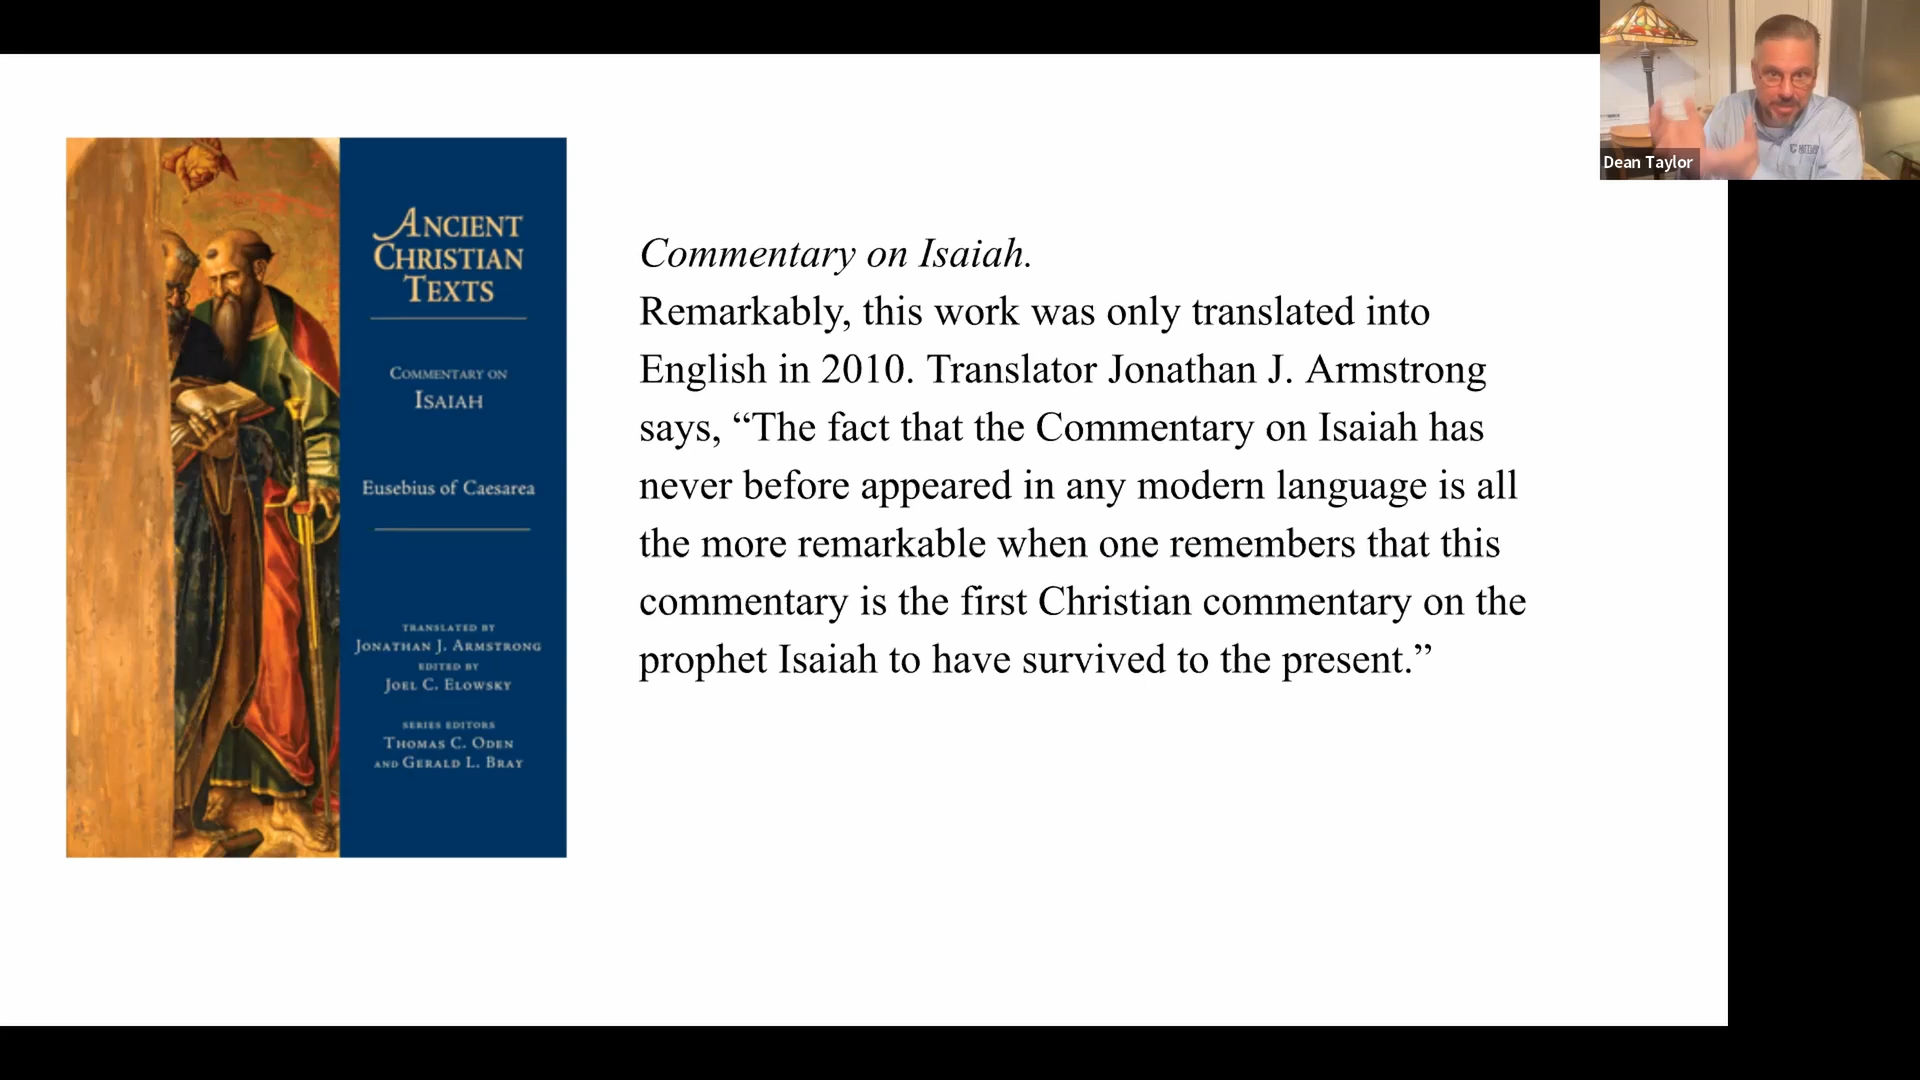 ANCIENT
CHRISTIAN
TEXTS
COMMENTARY ON
ISAIAH
Eusebius of Caesarea
TRANSLATED BY
JONATHAN J. ARMSTRONG
EDITED BY
JOEL C. ELOWSKY
SERIES EDITORS
THOMAS C. ODEN
AND GERALD L. BRAY
Commentary on Isaiah.
Remarkably, this work was only translated into
English in 2010. Translator Jonathan J. Armstrong
says, “The fact that the Commentary on Isaiah has
never before appeared in any modern language is all
the more remarkable when one remembers that this
commentary is the first Christian commentary on the
prophet Isaiah to have survived to the present.”
Dean Taylor